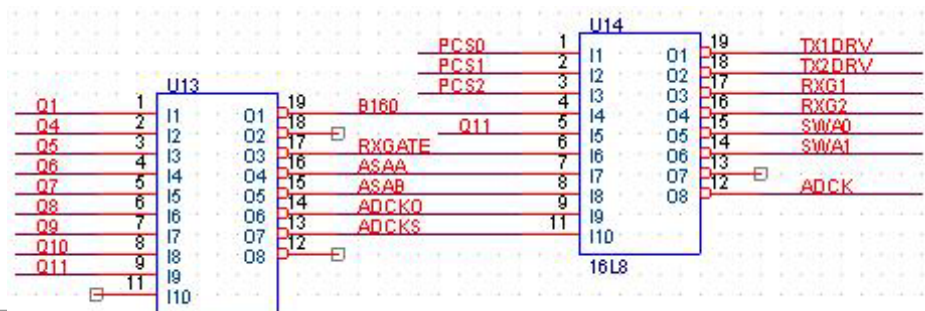 U14
PCS0 1 I1 O1 19 TX1DRV
PCS1 2 I2 O2 18 TX2DRV
PCS2 3 I3 O3 17 RXG1
4 I4 O4 16 RXG2
Q11 5 I5 O5 15 SWA0
6 I6 O6 14 SWA1
7 I7 O7 13
8 I8 O8 12 ADCK
9 I9
11 I10
16L8
U13
Q1 1 I1 O1 19 B160
Q4 2 I2 O2 18
Q5 3 I3 O3 17 RXGATE
Q6 4 I4 O4 16 ASAA
Q7 5 I5 O5 15 ASAB
Q8 6 I6 O6 14 ADCK0
Q9 7 I7 O7 13 ADCKS
Q10 8 I8 O8 12
Q11 9 I9
11 I10